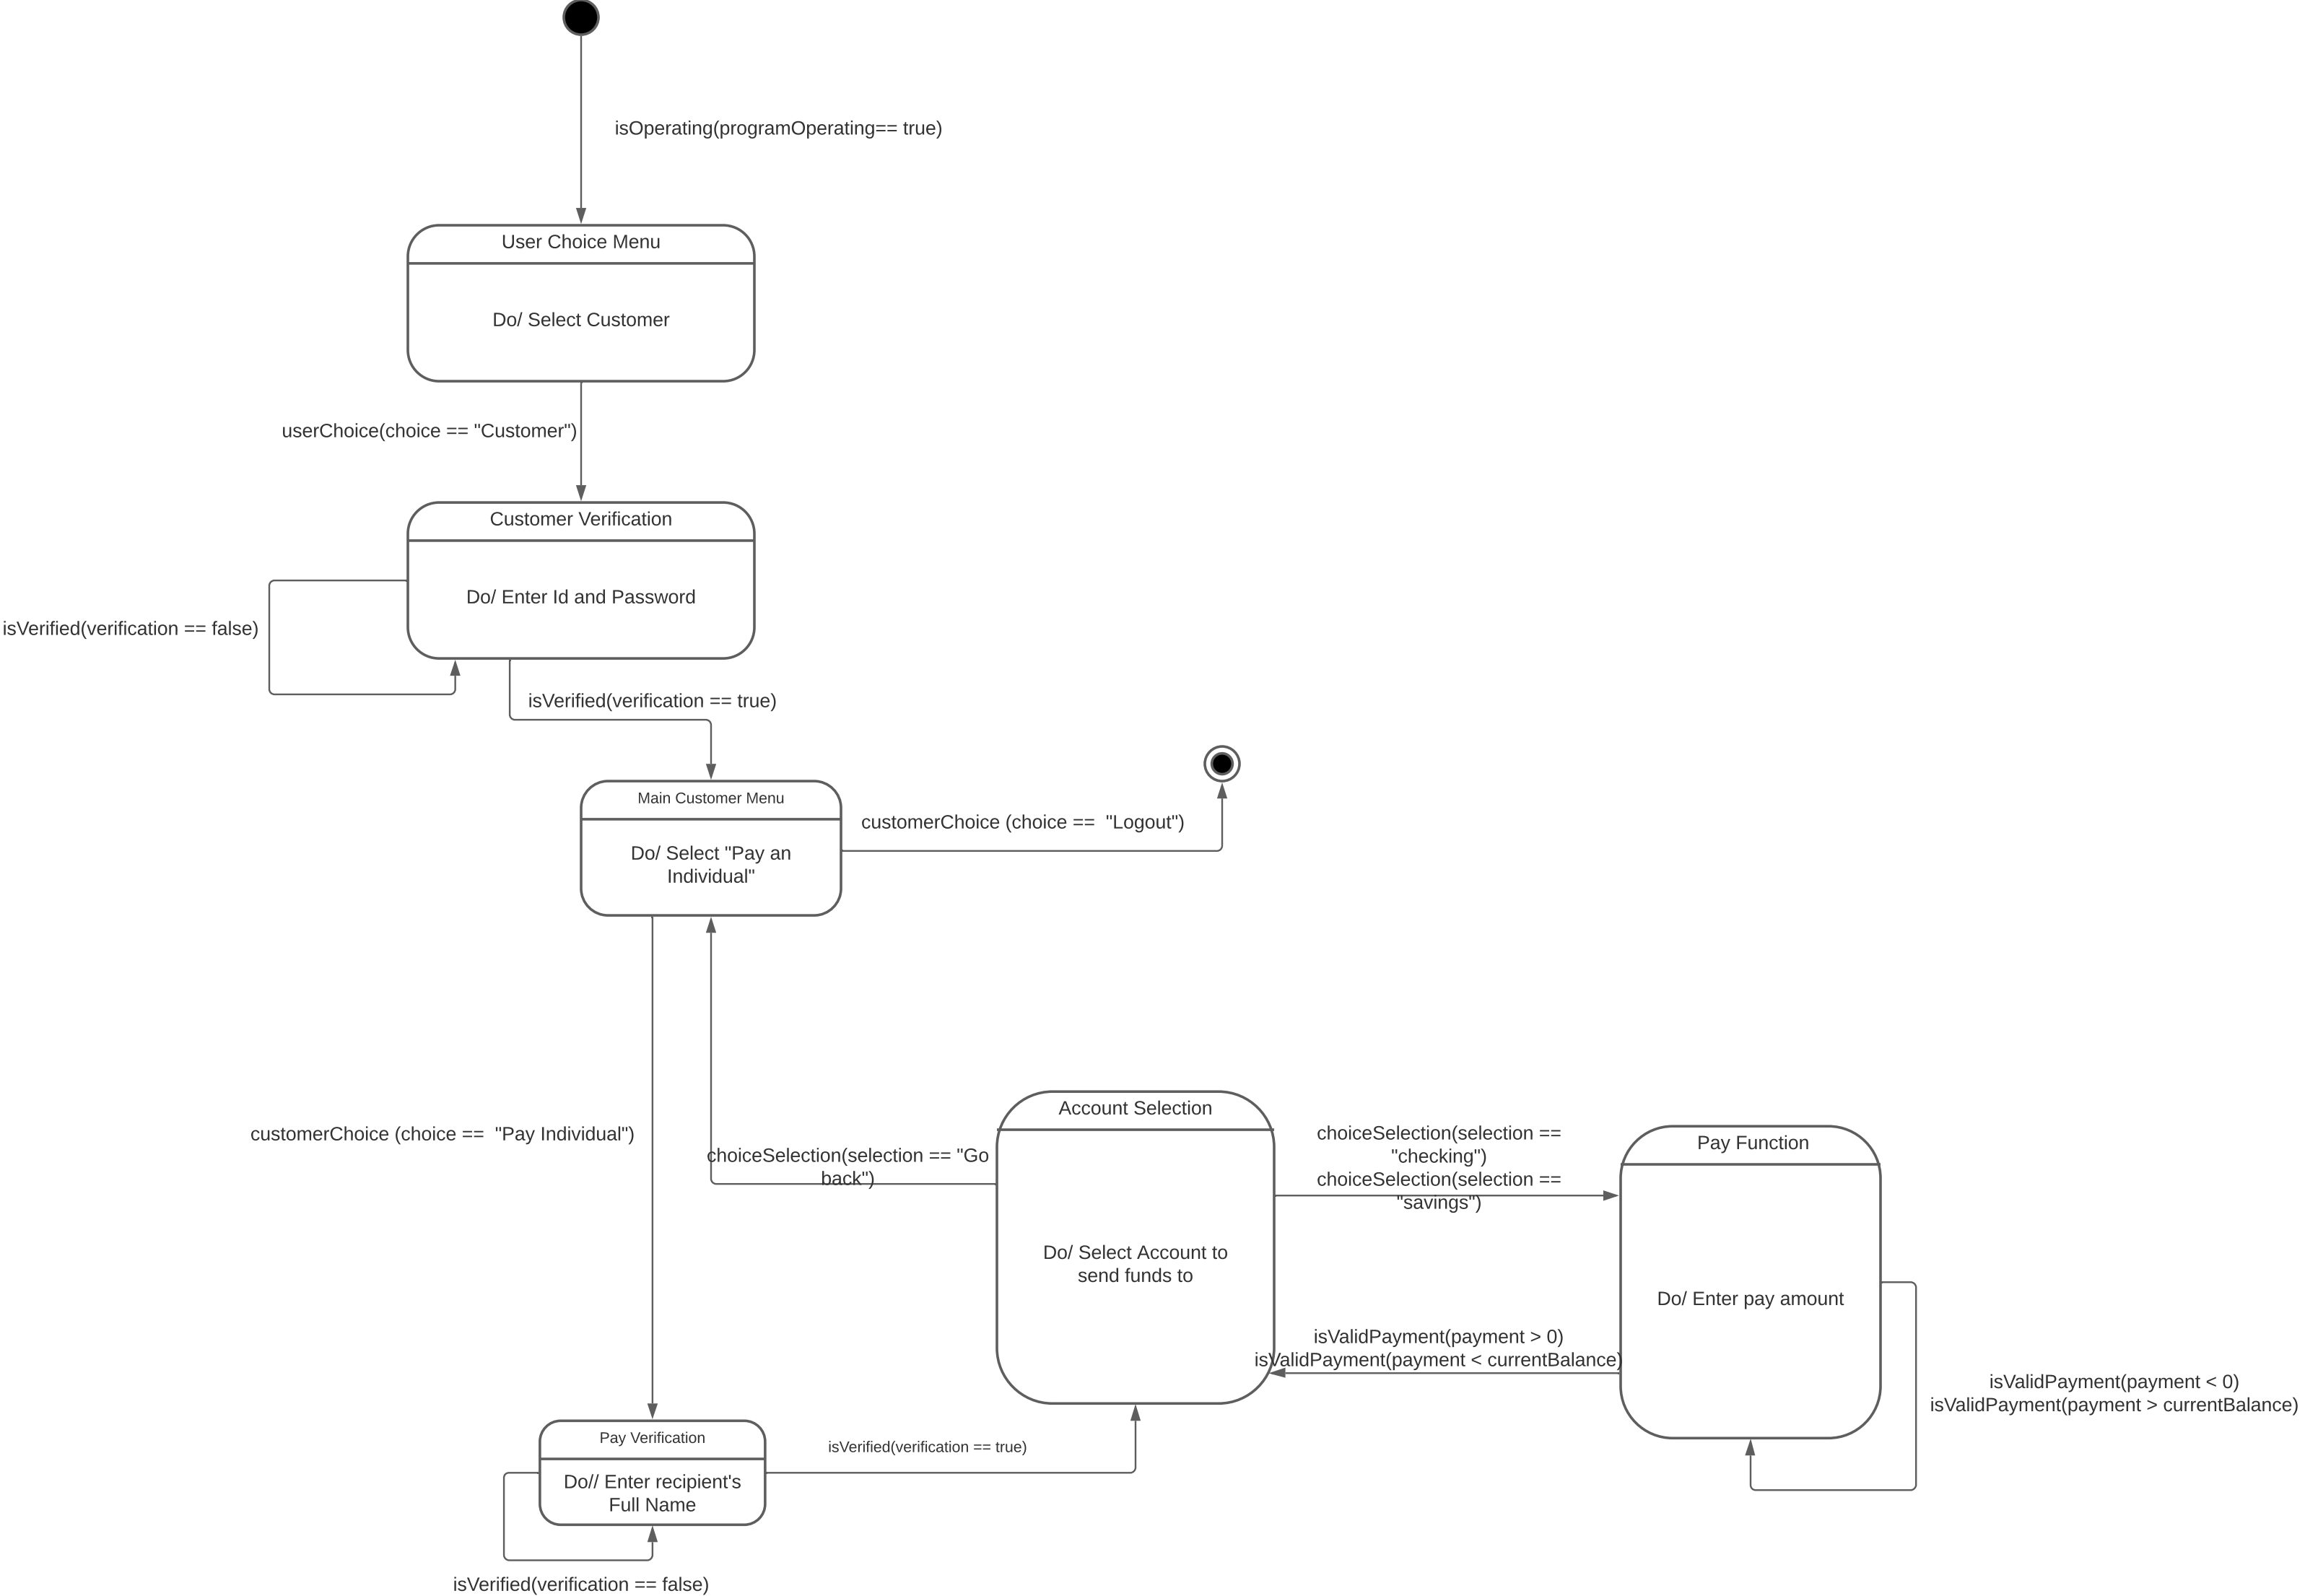 isOperating(programOperating== true)
User Choice Menu
Do/ Select Customer
userChoice(choice == "Customer")
Customer Verification
Do/ Enter Id and Password
isVerified(verification == false)
isVerified(verification == true)
Main Customer Menu
Do/ Select "Pay an
Individual"
customerChoice (choice ==  "Logout")
customerChoice (choice ==  "Pay Individual")
choiceSelection(selection == "Go
back")
Account Selection
Do/ Select Account to
send funds to
choiceSelection(selection ==
"checking")
choiceSelection(selection ==
"savings")
Pay Function
Do/ Enter pay amount
isValidPayment(payment > 0)
isValidPayment(payment < currentBalance)
isValidPayment(payment < 0)
isValidPayment(payment > currentBalance)
Pay Verification
Do// Enter recipient's
Full Name
isVerified(verification == true)
isVerified(verification == false)